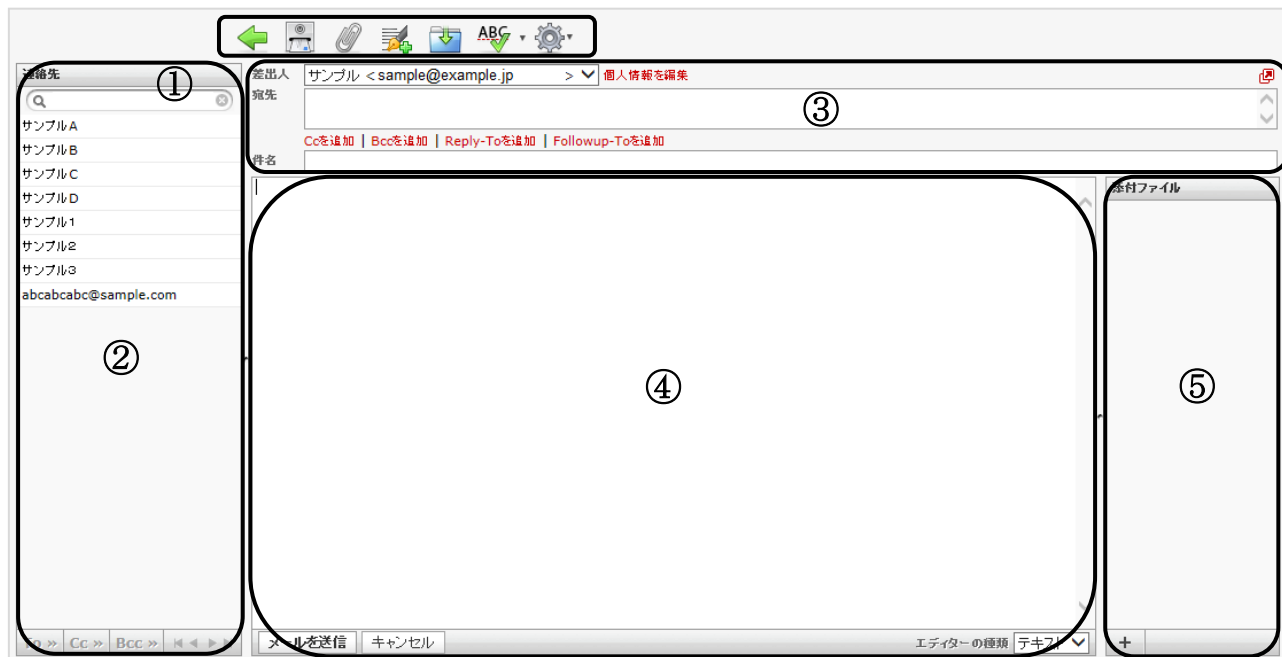 ABC
①
連絡先
サンプルA
サンプルB
サンプルC
サンプルD
サンプル1
サンプル2
サンプル3
abcabcabc@sample.com
②
To » Cc » Bcc »
差出人 サンプル <sample@example.jp > 個人情報を編集
宛先
③
Ccを追加 | Bccを追加 | Reply-Toを追加 | Followup-Toを追加
件名
④
メールを送信 キャンセル エディターの種類 テキスト
添付ファイル
⑤
+